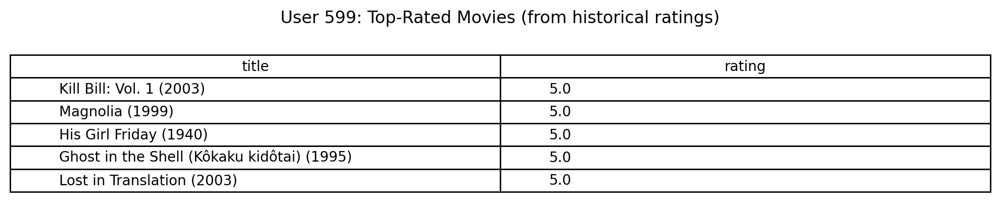 User 599: Top-Rated Movies (from historical ratings)
title rating
Kill Bill: Vol. 1 (2003) 5.0
Magnolia (1999) 5.0
His Girl Friday (1940) 5.0
Ghost in the Shell (Kôkaku kidôtai) (1995) 5.0
Lost in Translation (2003) 5.0